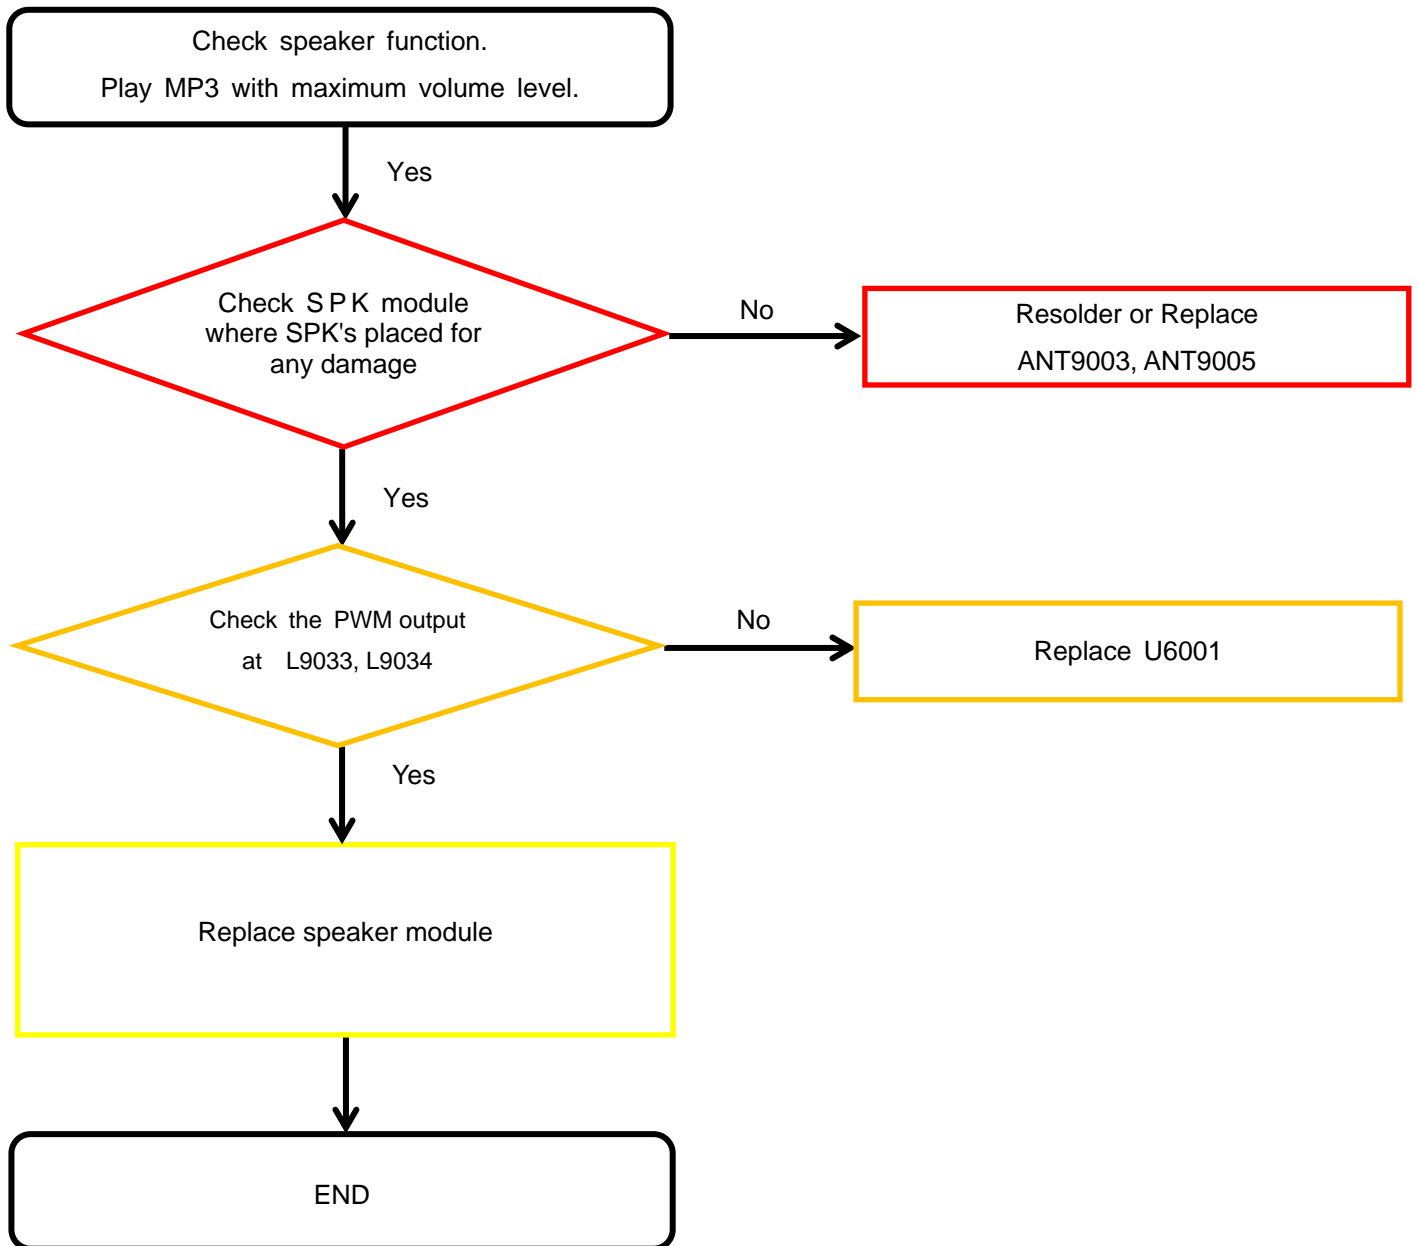 Check speaker function.
Play MP3 with maximum volume level.
Yes
Check SPK module
where SPK's placed for
any damage
No
Resolder or Replace
ANT9003, ANT9005
Yes
Check the PWM output
at L9033, L9034
No
Replace U6001
Yes
Replace speaker module
END